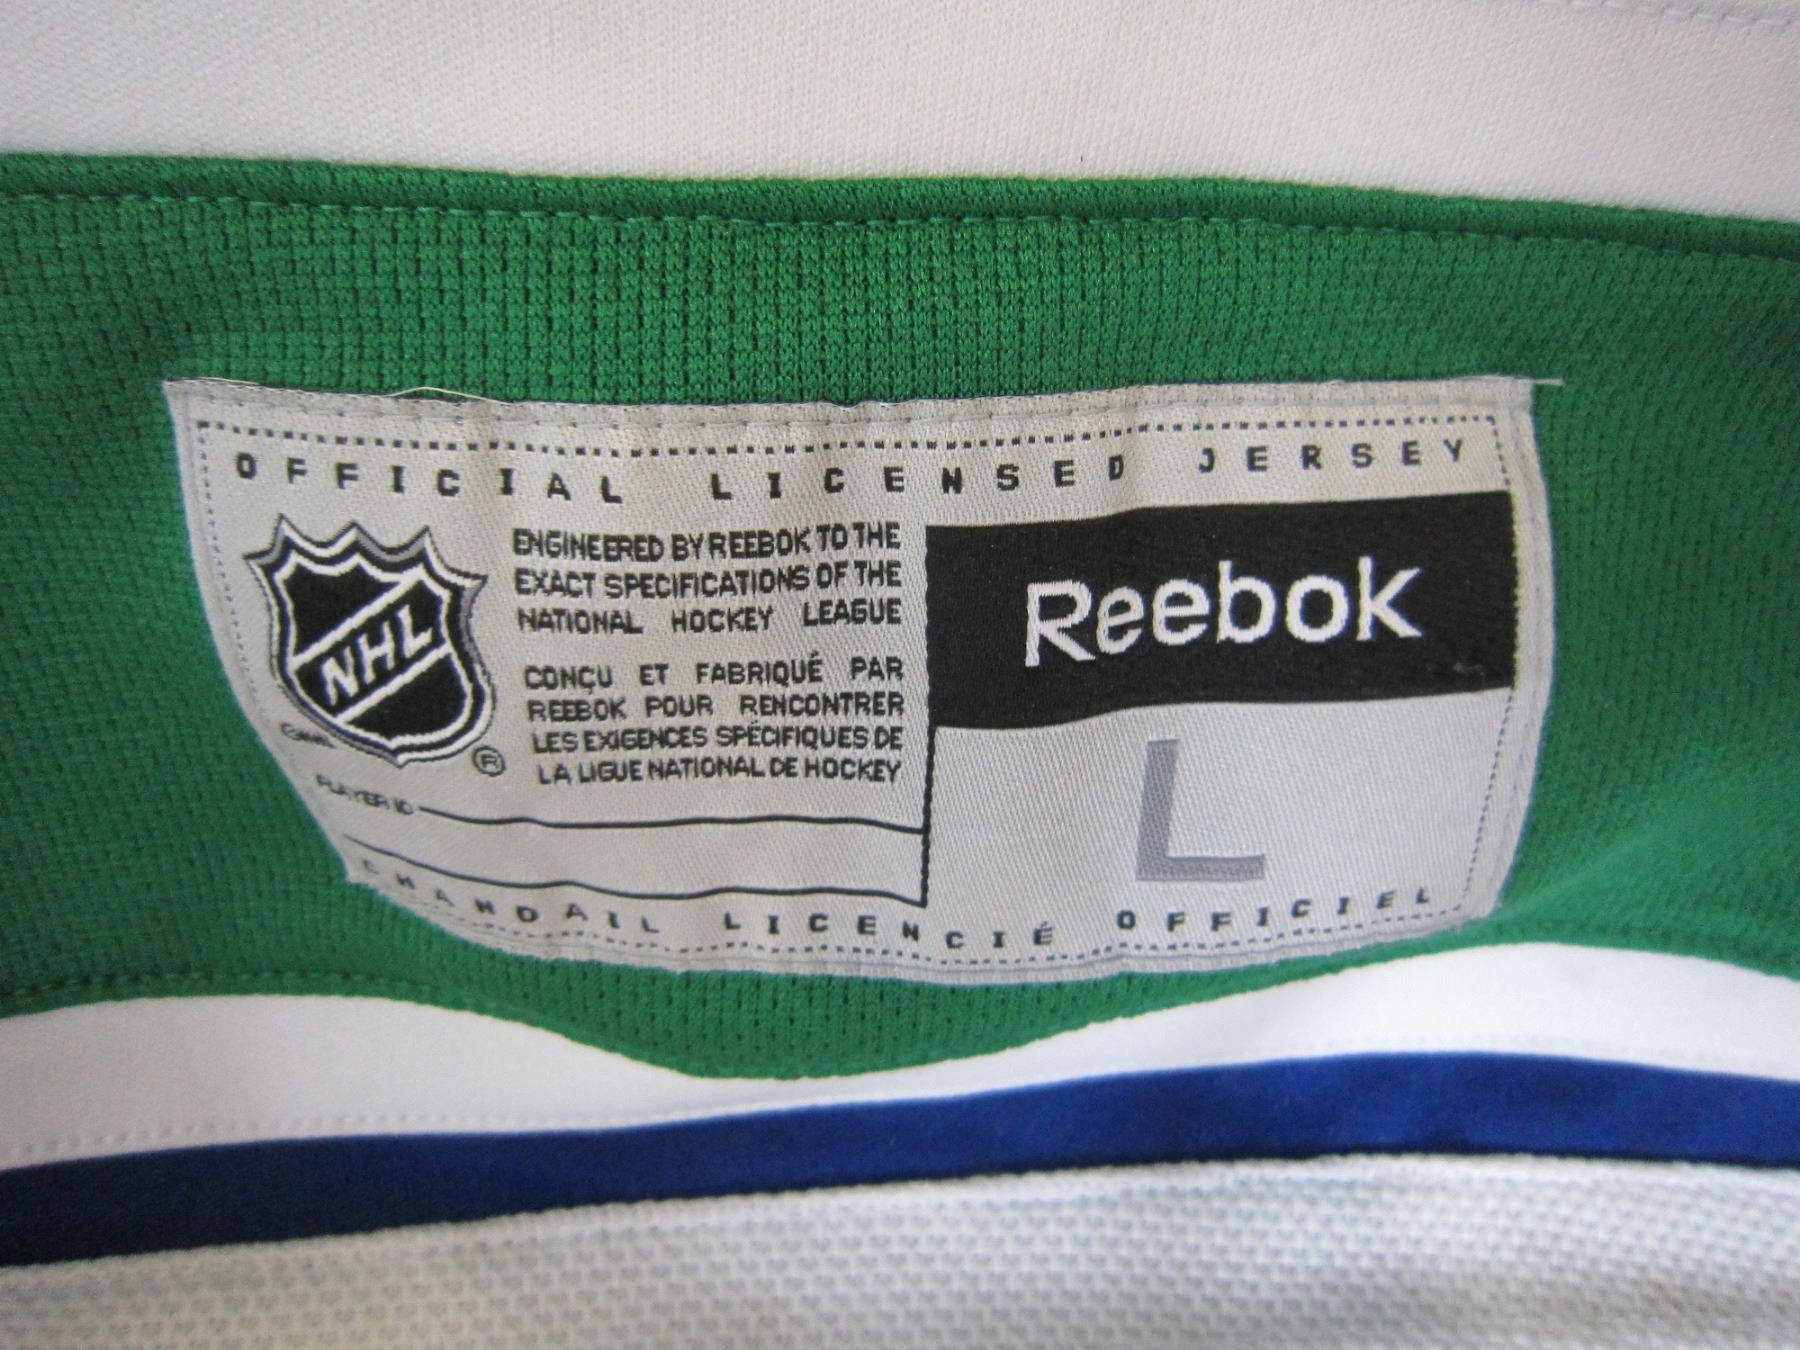 OFFICIAL LICENSED JERSEY
NHL
®
ENGINEERED BY REEBOK TO THE
EXACT SPECIFICATIONS OF THE
NATIONAL HOCKEY LEAGUE
CONÇU ET FABRIQUÉ PAR
REEBOK POUR RENCONTRER
LES EXIGENCES SPÉCIFIQUES DE
LA LIGUE NATIONAL DE HOCKEY
PLAYER ID
Reebok
L
CHANDAIL LICENCIÉ OFFICIEL